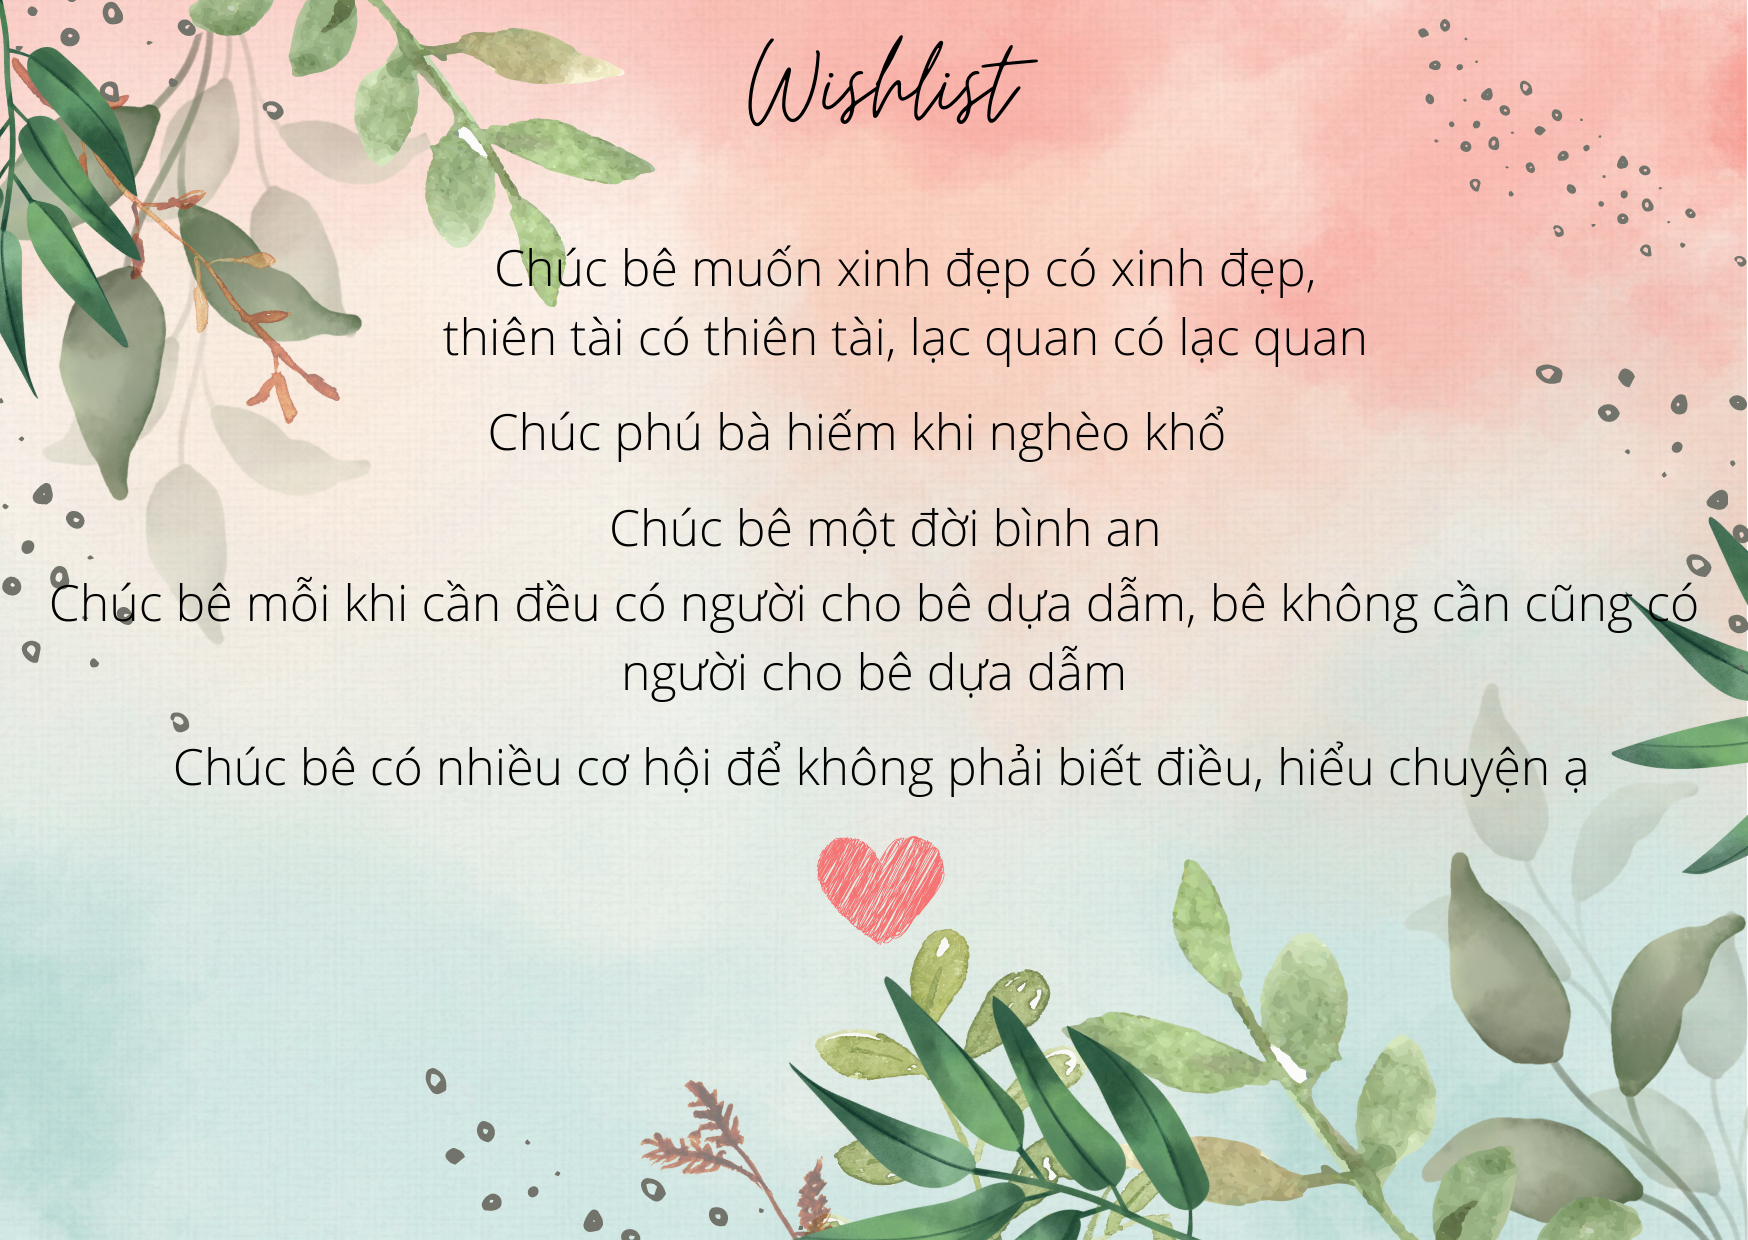 Wishlist
Chúc bê muốn xinh đẹp có xinh đẹp,
thiên tài có thiên tài, lạc quan có lạc quan
Chúc phú bà hiếm khi nghèo khổ
Chúc bê một đời bình an
Chúc bê mỗi khi cần đều có người cho bê dựa dẫm, bê không cần cũng có
người cho bê dựa dẫm
Chúc bê có nhiều cơ hội để không phải biết điều, hiểu chuyện ạ